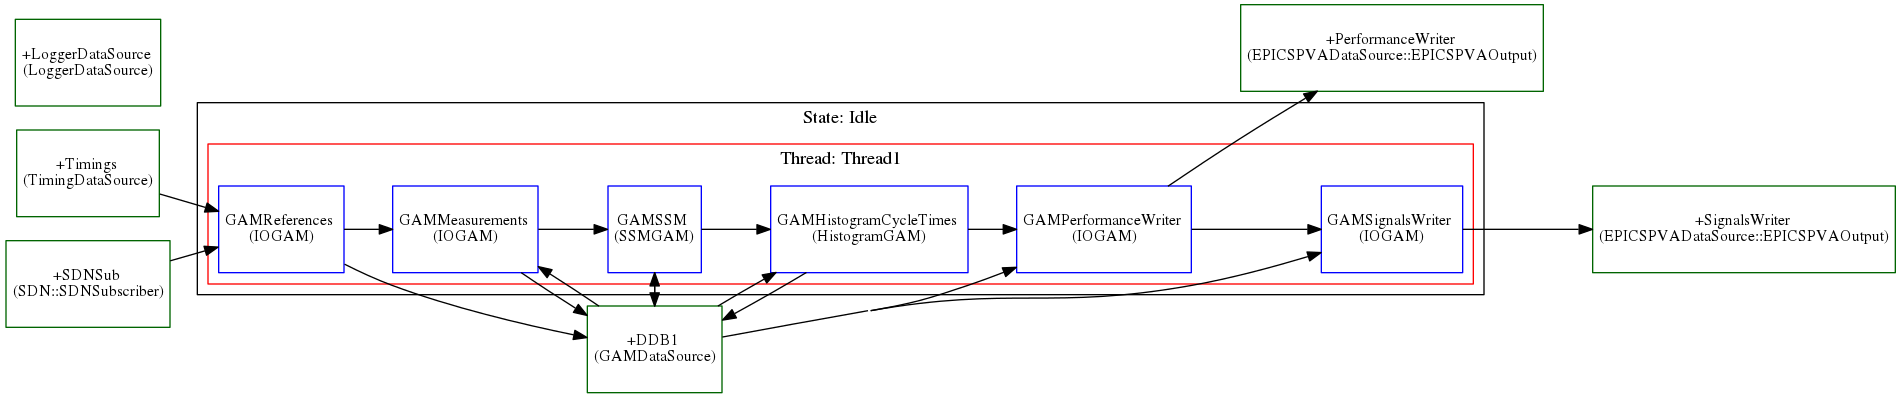 +LoggerDataSource
(LoggerDataSource)
+Timings
(TimingDataSource)
+SDNSub
(SDN::SDNSubscriber)
State: Idle
Thread: Thread1
GAMReferences
(IOGAM)
GAMMeasurements
(IOGAM)
GAMSSM
(SSMGAM)
GAMHistogramCycleTimes
(HistogramGAM)
GAMPerformanceWriter
(IOGAM)
GAMSignalsWriter
(IOGAM)
+DDB1
(GAMDataSource)
+PerformanceWriter
(EPICSPVADataSource::EPICSPVAOutput)
+SignalsWriter
(EPICSPVADataSource::EPICSPVAOutput)